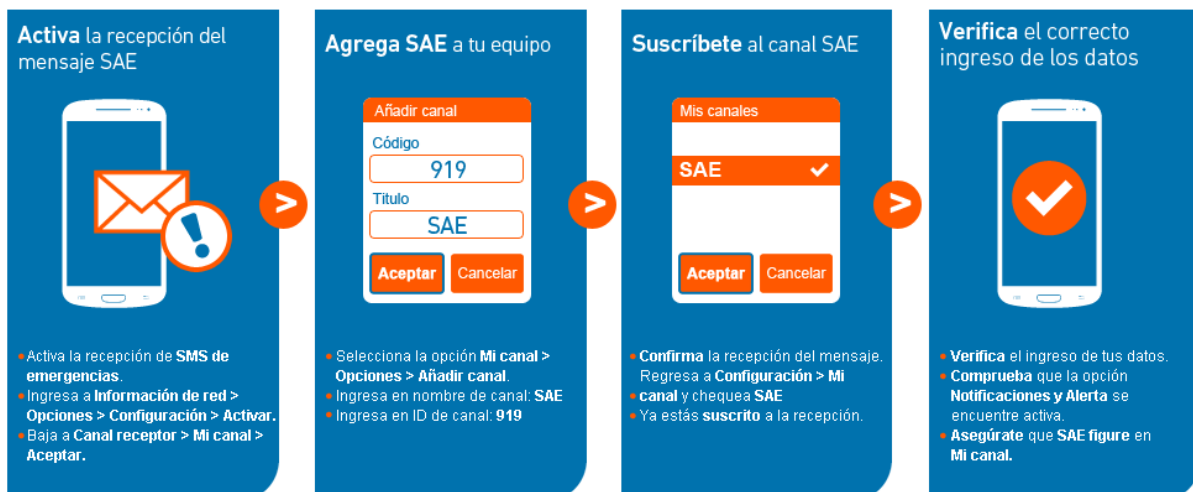 Activa la recepción del
mensaje SAE
• Activa la recepción de SMS de
emergencias.
• Ingresa a Información de red >
Opciones > Configuración > Activar.
• Baja a Canal receptor > Mi canal >
Aceptar.
>
Agrega SAE a tu equipo
Añadir canal
Código
919
Titulo
SAE
Aceptar Cancelar
• Selecciona la opción Mi canal >
Opciones > Añadir canal.
• Ingresa en nombre de canal: SAE
• Ingresa en ID de canal: 919
>
Suscríbete al canal SAE
Mis canales
SAE
Aceptar Cancelar
• Confirma la recepción del mensaje.
Regresa a Configuración > Mi
• canal y chequea SAE
• Ya estás suscrito a la recepción.
>
Verifica el correcto
ingreso de los datos
• Verifica el ingreso de tus datos.
• Comprueba que la opción
Notificaciones y Alerta se
encuentre activa.
• Asegúrate que SAE figure en
Mi canal.